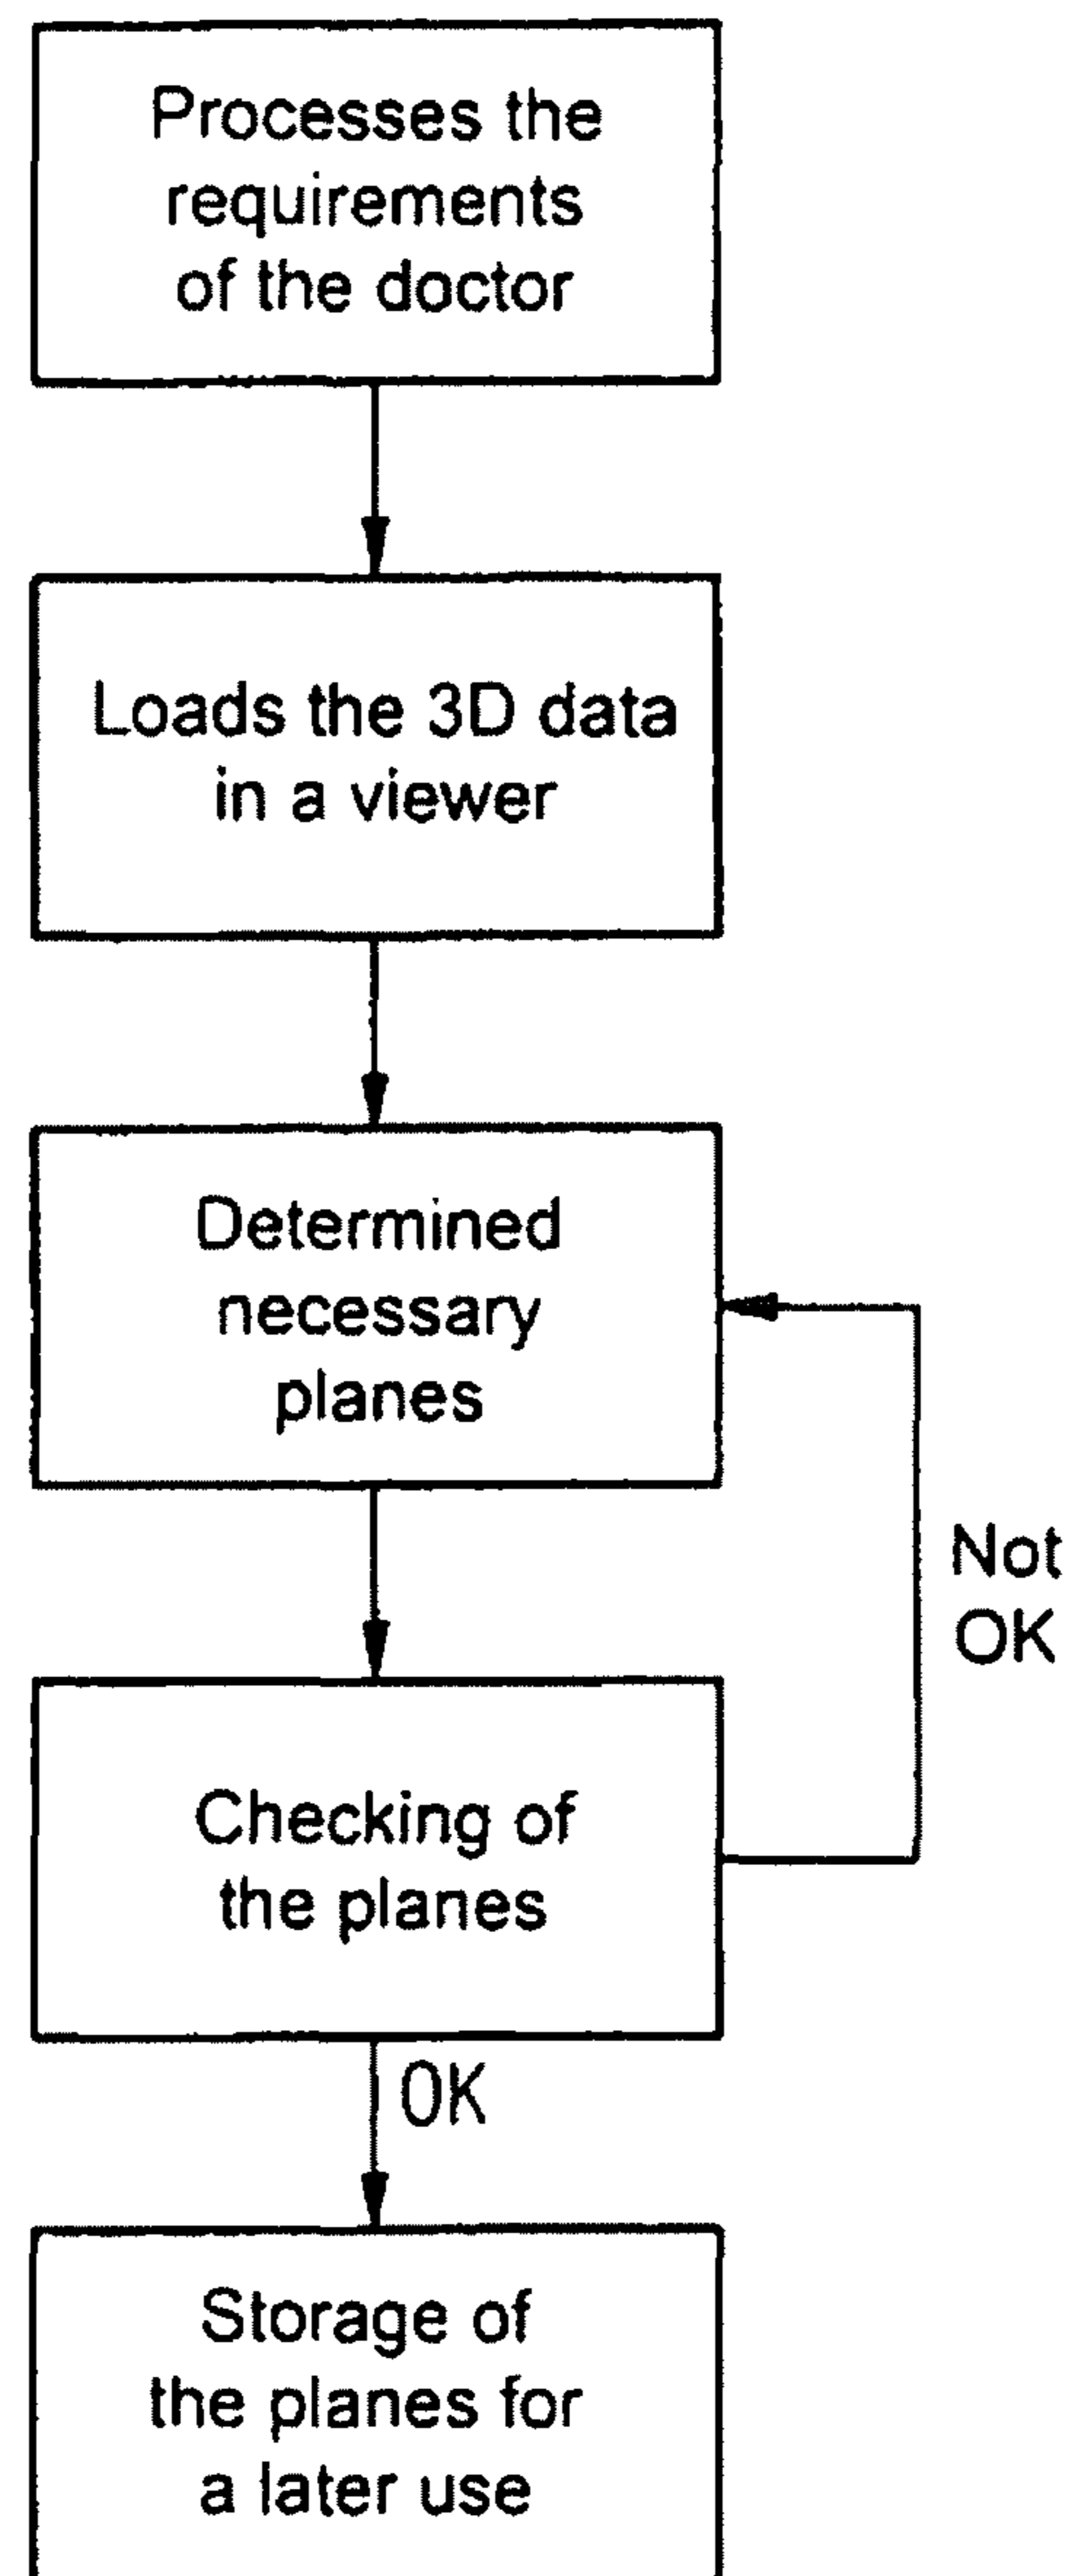 Processes the
requirements
of the doctor
Loads the 3D data
in a viewer
Determined
necessary
planes
Not
OK
Checking of
the planes
OK
Storage of
the planes for
a later use